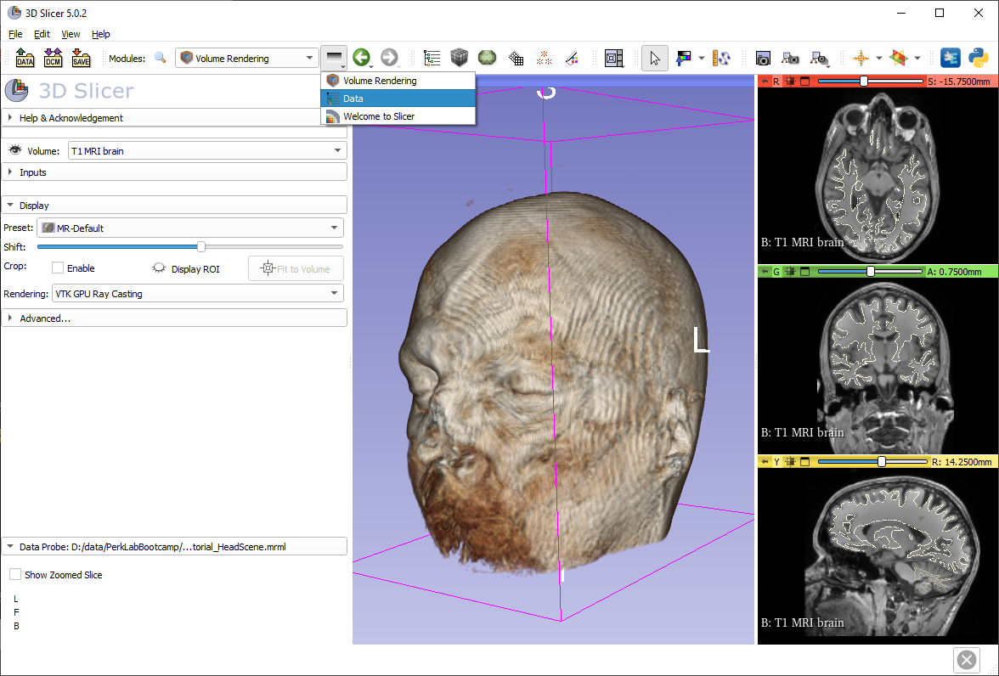 3D Slicer 5.0.2
File Edit View Help
DATA DCM SAVE Modules: Volume Rendering
Volume Rendering
Data
Welcome to Slicer
3D Slicer
Help & Acknowledgement
Volume: T1 MRI brain
Inputs
Display
Preset: MR-Default
Shift:
Crop: Enable Display ROI Fit to Volume
Rendering: VTK GPU Ray Casting
Advanced...
Data Probe: D:/data/PerkLabBootcamp/...torial_HeadScene.mrml
Show Zoomed Slice
L
F
B
S
L
I
R S: -15.7500mm
B: T1 MRI brain
G A: 0.7500mm
B: T1 MRI brain
Y R: 14.2500mm
B: T1 MRI brain